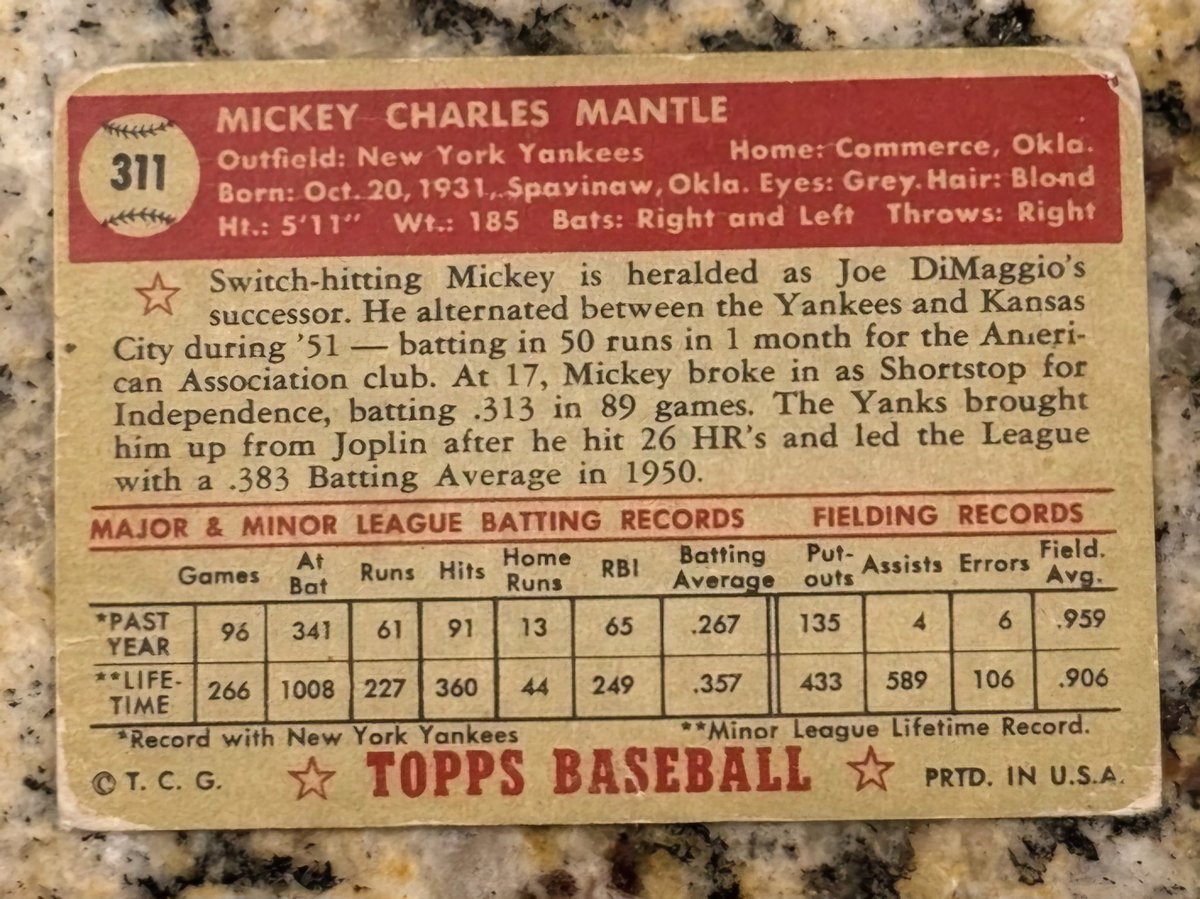 311
MICKEY CHARLES MANTLE
Outfield: New York Yankees Home: Commerce, Okla.
Born: Oct. 20, 1931, Spavinaw, Okla. Eyes: Grey. Hair: Blond
Ht.: 5'11" Wt.: 185 Bats: Right and Left Throws: Right
Switch-hitting Mickey is heralded as Joe DiMaggio's
successor. He alternated between the Yankees and Kansas
City during '51 — batting in 50 runs in 1 month for the Ameri-
can Association club. At 17, Mickey broke in as Shortstop for
Independence, batting .313 in 89 games. The Yanks brought
him up from Joplin after he hit 26 HR's and led the League
with a .383 Batting Average in 1950.
MAJOR & MINOR LEAGUE BATTING RECORDS FIELDING RECORDS
Games At Bat Runs Hits Home Runs RBI Batting Average Put-outs Assists Errors Field. Avg.
*PAST YEAR 96 341 61 91 13 65 .267 135 4 6 .959
**LIFE-TIME 266 1008 227 360 44 249 .357 433 589 106 .906
*Record with New York Yankees **Minor League Lifetime Record.
© T. C. G. TOPPS BASEBALL PRTD. IN U.S.A.